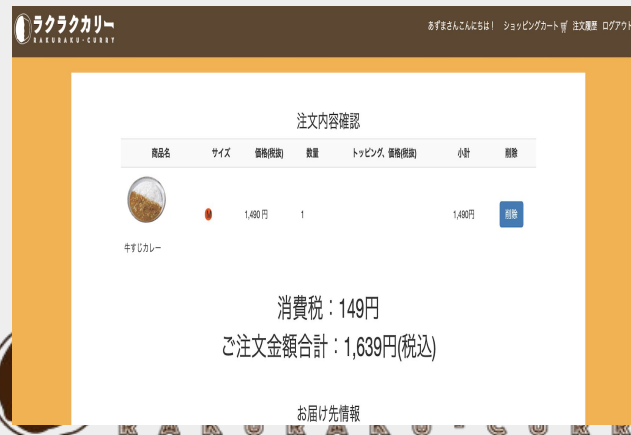 ラクラクカリー
RAKURAKU-CURRY
あずまさんこんにちは！ ショッピングカート 注文履歴 ログアウト
注文内容確認
商品名 サイズ 価格(税抜) 数量 トッピング、価格(税抜) 小計 削除
M 1,490 円 1 1,490円 削除
牛すじカレー
消費税：149円
ご注文金額合計：1,639円(税込)
お届け先情報
RAKURAKU-CURR